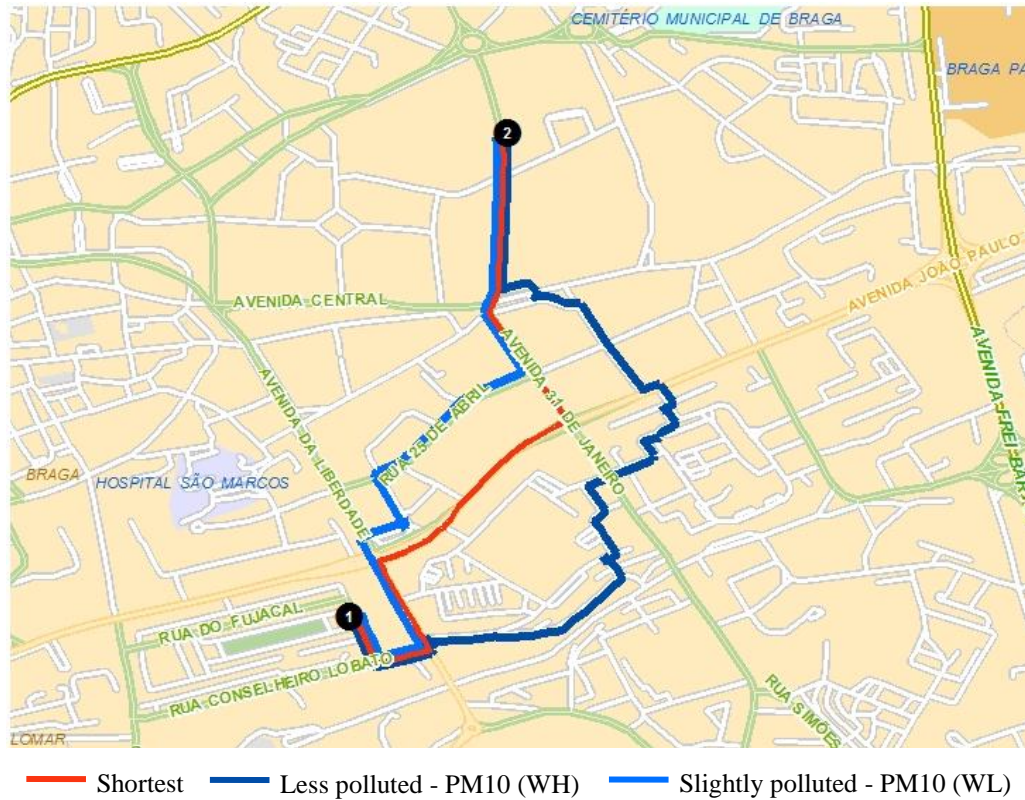 CEMITÉRIO MUNICIPAL DE BRAGA
BRAGA PA
2
AVENIDA JOÃO PAULO
AVENIDA CENTRAL
AVENIDA 31 DE JANEIRO
AVENIDA FREI BAR
AVENIDA DA LIBERDADE
RUA 25 DE ABRIL
BRAGA
HOSPITAL SÃO MARCOS
1
RUA DO FUJACAL
RUA CONSELHEIRO LOBATO
RUA SIMÕES
LOMAR
Shortest Less polluted - PM10 (WH) Slightly polluted - PM10 (WL)